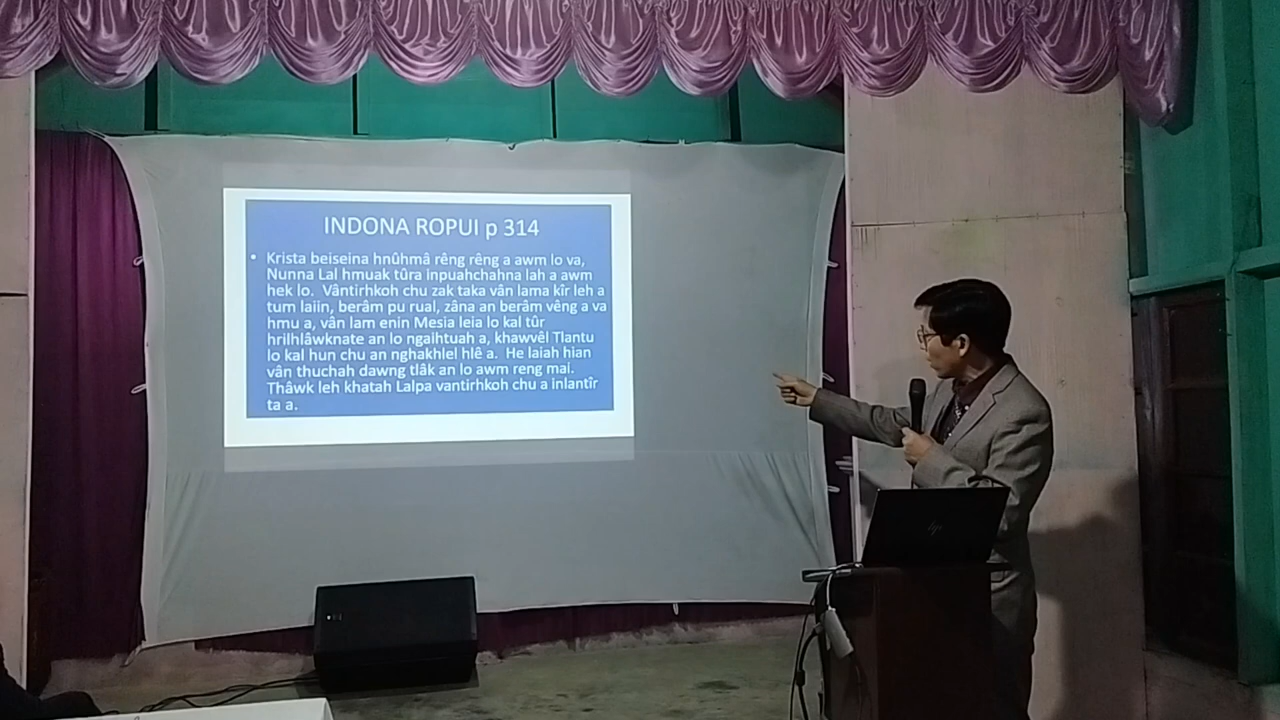 INDONA ROPUI p 314
• Krista beiseina hnûhmâ rêng rêng a awm lo va,
Nunna Lal hmuak tûra inpuahchahna lah a awm
hek lo. Vântirhkoh chu zak taka vân lama kîr leh a
tum laiin, berâm pu rual, zâna an berâm vêng a va
hmu a, vân lam enin Mesia leia lo kal tûr
hrilhlâwknate an lo ngaihtuah a, khawvêl Tlantu
lo kal hun chu an nghakhlel hlê a. He laiah hian
vân thuchah dawng tlâk an lo awm reng mai.
Thâwk leh khatah Lalpa vantirhkoh chu a inlantîr
ta a.
hp